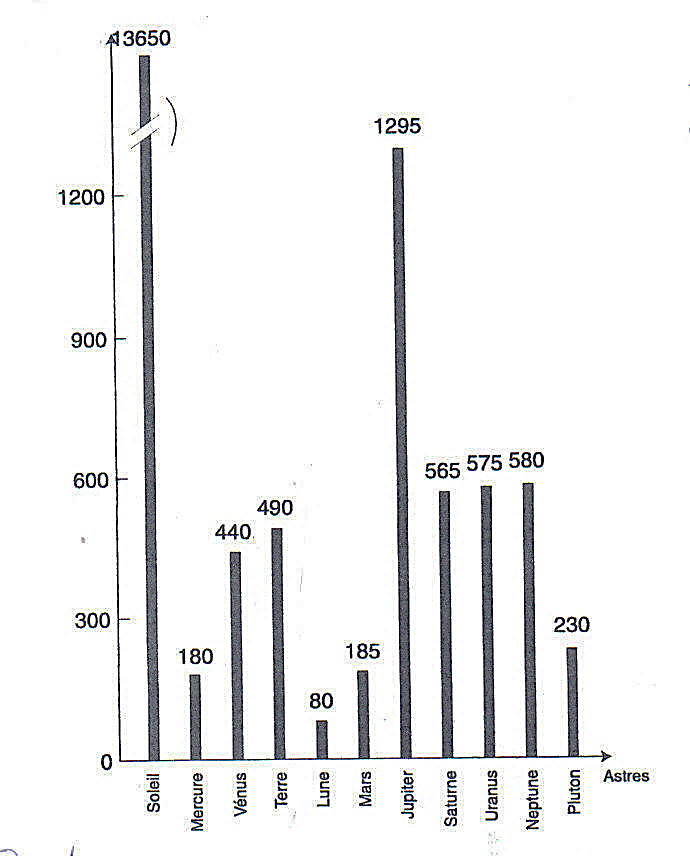 13650
1295
1200
900
600
565 575 580
490
440
300
230
180
185
80
0
Soleil
Mercure
Vénus
Terre
Lune
Mars
Jupiter
Saturne
Uranus
Neptune
Pluton
Astres